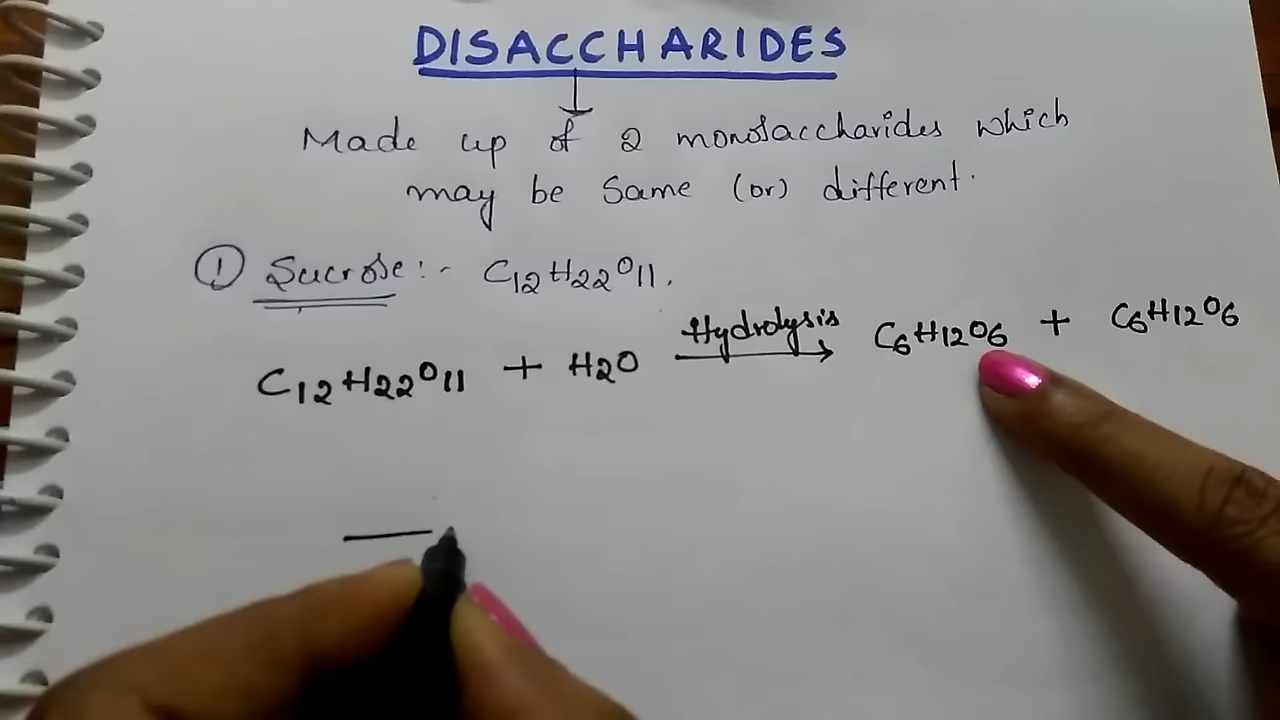 DISACCHARIDES
Made up of 2 monosaccharides which
may be Same (or) different.
① Sucrose:- C12H22O11.
C12H22O11 + H2O Hydrolysis C6H12O6 + C6H12O6